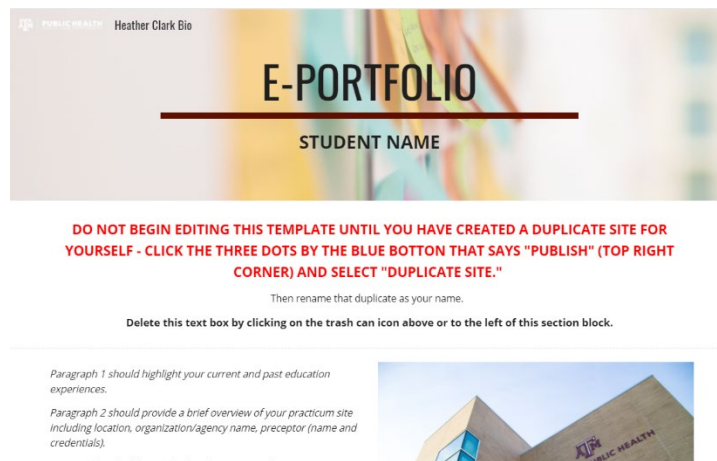 PUBLIC HEALTH Heather Clark Bio
E-PORTFOLIO
STUDENT NAME
DO NOT BEGIN EDITING THIS TEMPLATE UNTIL YOU HAVE CREATED A DUPLICATE SITE FOR
YOURSELF - CLICK THE THREE DOTS BY THE BLUE BOTTON THAT SAYS "PUBLISH" (TOP RIGHT
CORNER) AND SELECT "DUPLICATE SITE."
Then rename that duplicate as your name.
Delete this text box by clicking on the trash can icon above or to the left of this section block.
Paragraph 1 should highlight your current and past education
experiences.
Paragraph 2 should provide a brief overview of your practicum site
including location, organization/agency name, preceptor (name and
credentials).
ATM
PUBLIC HEALTH